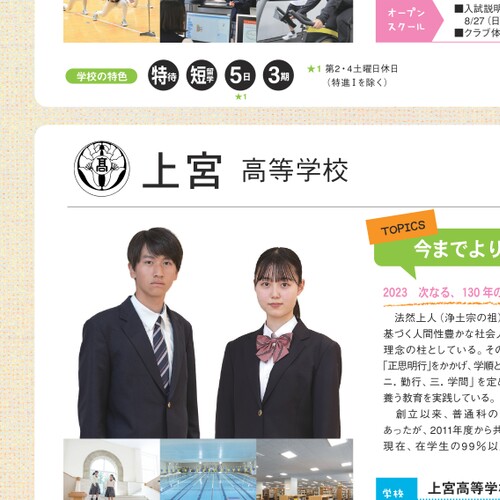 オープン
スクール
■入試説明
8/27（日
■クラブ体
学校の特色
特待
短留学
5日
3期
★1 第2・4土曜日休日
（特進Ⅰを除く）
★1
高
上宮 高等学校
TOPICS
今までより
2023 次なる、130年の
法然上人（浄土宗の祖）
基づく人間性豊かな社会人
理念の柱としている。その
「正思明行」をかかげ、学順と
ニ．勤行、三．学問」を定め
養う教育を実践している。
創立以来、普通科の
あったが、2011年度から共
現在、在学生の99％以
学校
上宮高等学